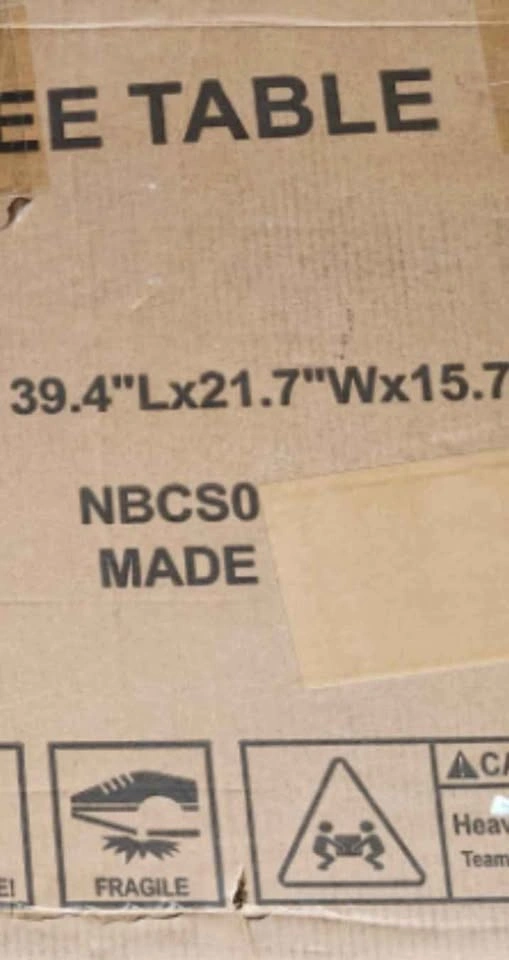 EE TABLE
39.4"Lx21.7"Wx15.7
NBCS0
MADE
E!
FRAGILE
CA
Heav
Team